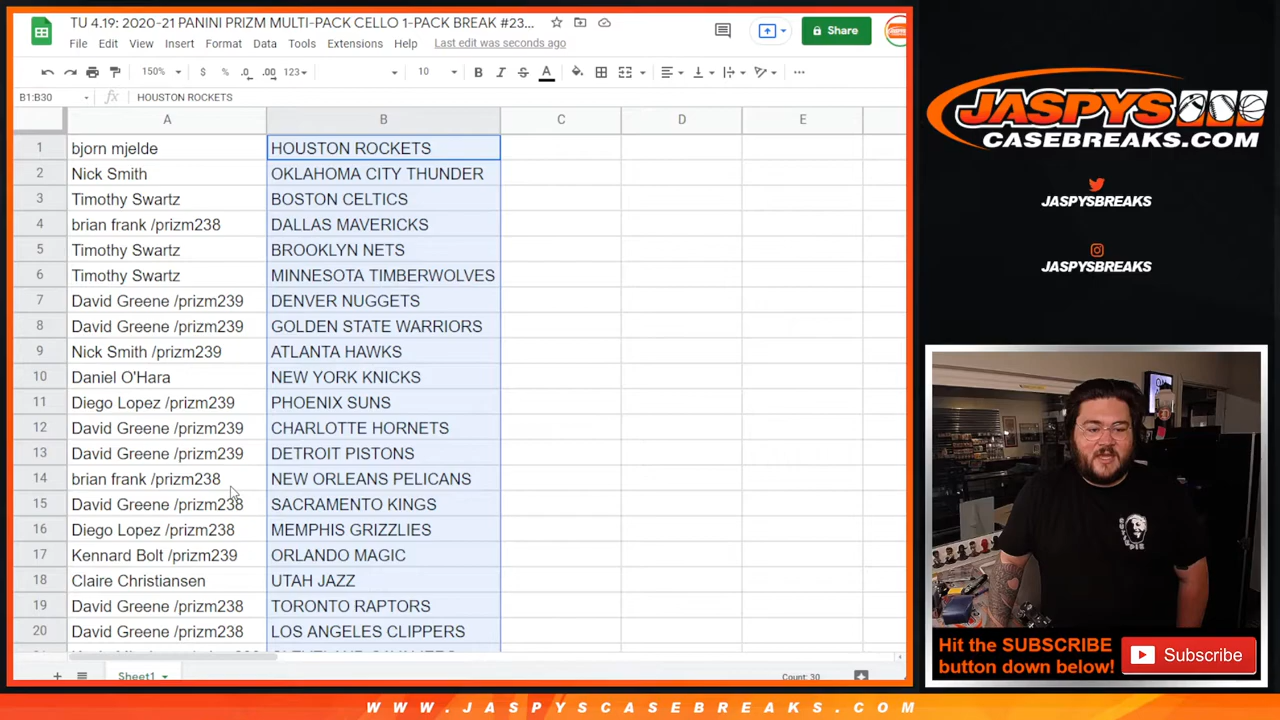 TU 4.19: 2020-21 PANINI PRIZM MULTI-PACK CELLO 1-PACK BREAK #23...
File Edit View Insert Format Data Tools Extensions Help Last edit was seconds ago
Share
150% $ % .0 .00 123 10 B I S A
B1:B30 fx HOUSTON ROCKETS
A B C D E
1 bjorn mjelde HOUSTON ROCKETS
2 Nick Smith OKLAHOMA CITY THUNDER
3 Timothy Swartz BOSTON CELTICS
4 brian frank /prizm238 DALLAS MAVERICKS
5 Timothy Swartz BROOKLYN NETS
6 Timothy Swartz MINNESOTA TIMBERWOLVES
7 David Greene /prizm239 DENVER NUGGETS
8 David Greene /prizm239 GOLDEN STATE WARRIORS
9 Nick Smith /prizm239 ATLANTA HAWKS
10 Daniel O'Hara NEW YORK KNICKS
11 Diego Lopez /prizm239 PHOENIX SUNS
12 David Greene /prizm239 CHARLOTTE HORNETS
13 David Greene /prizm239 DETROIT PISTONS
14 brian frank /prizm238 NEW ORLEANS PELICANS
15 David Greene /prizm238 SACRAMENTO KINGS
16 Diego Lopez /prizm238 MEMPHIS GRIZZLIES
17 Kennard Bolt /prizm239 ORLANDO MAGIC
18 Claire Christiansen UTAH JAZZ
19 David Greene /prizm238 TORONTO RAPTORS
20 David Greene /prizm238 LOS ANGELES CLIPPERS
Sheet1
Count: 30
JASPYS
CASEBREAKS.COM
JASPYSBREAKS
JASPYSBREAKS
Hit the SUBSCRIBE
button down below!
Subscribe
WWW.JASPYSCASEBREAKS.COM